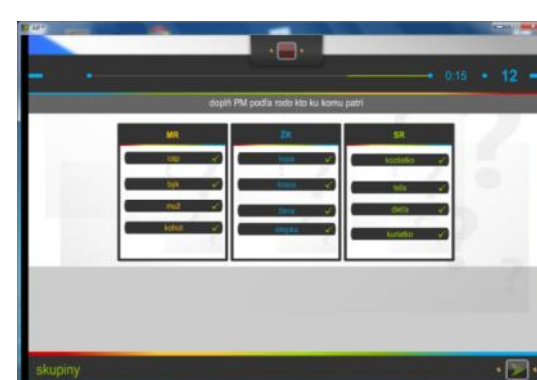 0:15 • 12
doplň PM podľa rodo kto ku komu patrí
MR ŽR SR
cap koza kozliatko
býk krava teľa
muž žena dieťa
kohút sliepka kuriatko
skupiny